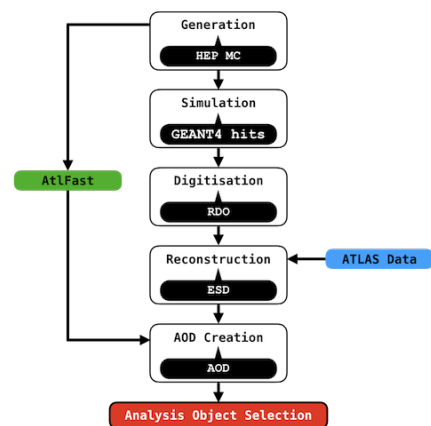 Generation
HEP MC
Simulation
GEANT4 hits
Digitisation
AtlFast
RDO
Reconstruction
ATLAS Data
ESD
AOD Creation
AOD
Analysis Object Selection